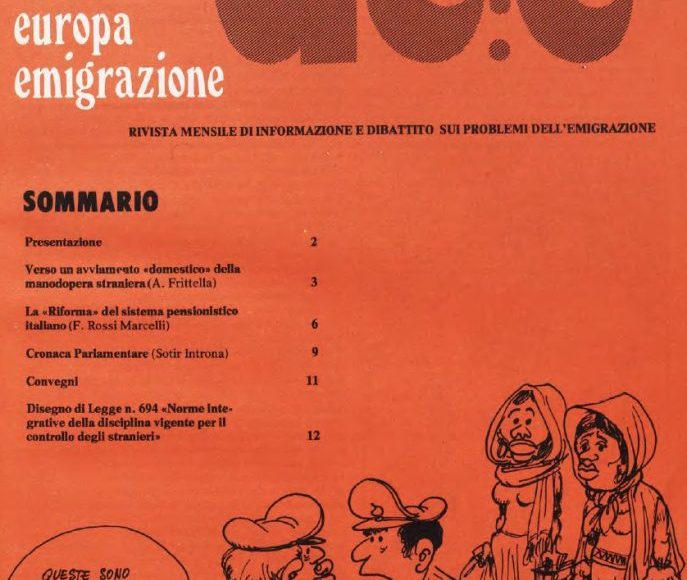 europa
emigrazione
RIVISTA MENSILE DI INFORMAZIONE E DIBATTITO SUI PROBLEMI DELL'EMIGRAZIONE
SOMMARIO
Presentazione 2
Verso un avviamento «domestico» della
manodopera straniera (A. Frittella) 3
La «Riforma» del sistema pensionistico
italiano (F. Rossi Marcelli) 6
Cronaca Parlamentare (Sotir Introna) 9
Convegni 11
Disegno di Legge n. 694 «Norme inte-
grative della disciplina vigente per il
controllo degli stranieri» 12
QUESTE SONO